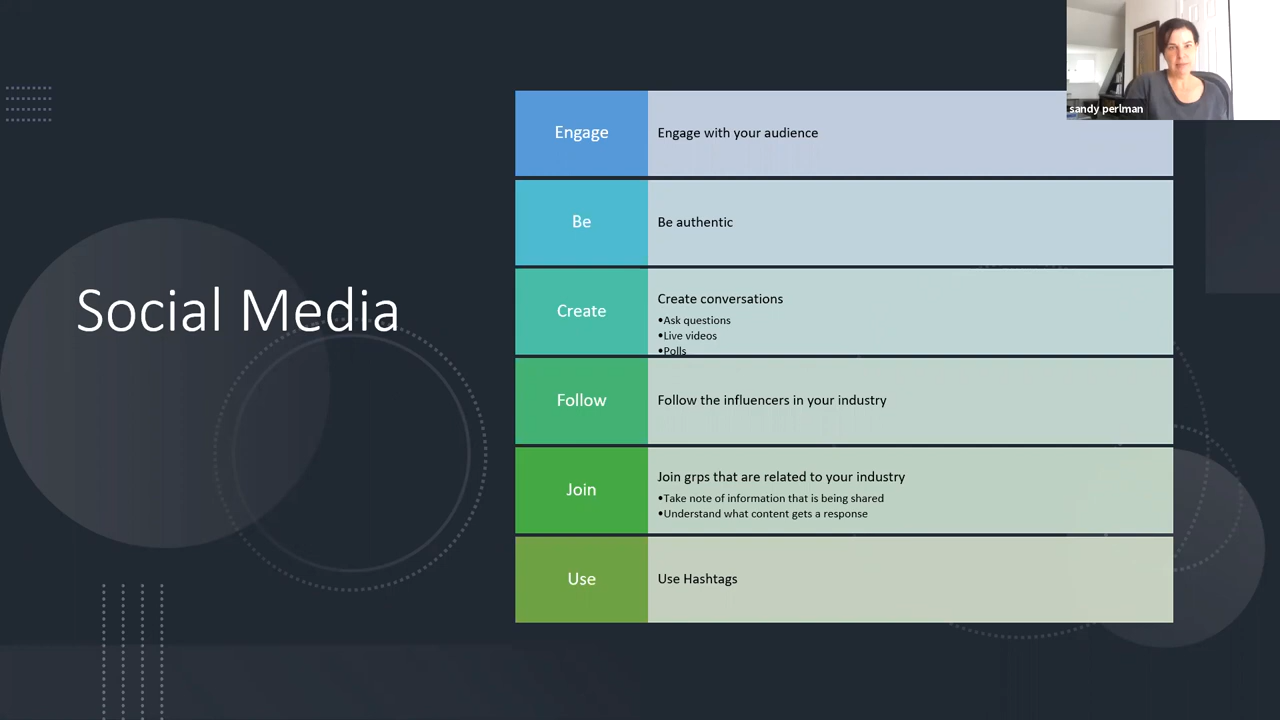 sandy perlman
Social Media
Engage
Engage with your audience
Be
Be authentic
Create
Create conversations
•Ask questions
•Live videos
•Polls
Follow
Follow the influencers in your industry
Join
Join grps that are related to your industry
•Take note of information that is being shared
•Understand what content gets a response
Use
Use Hashtags